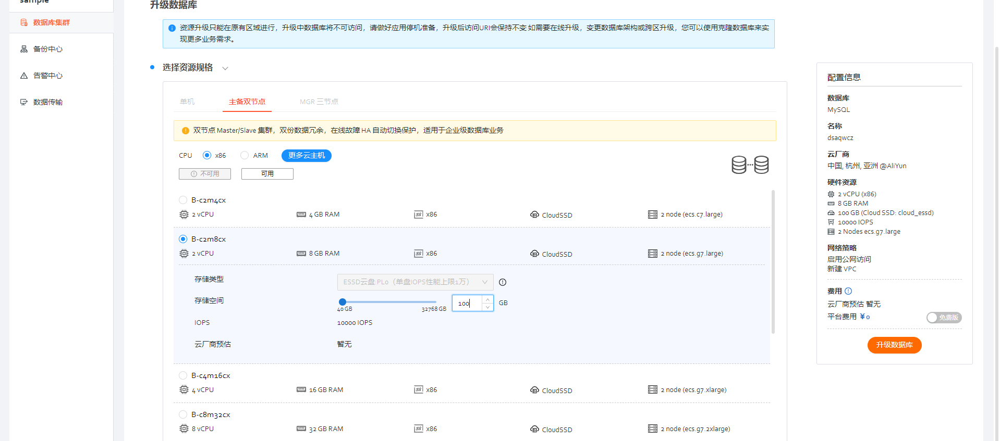 sample
数据库集群
备份中心
告警中心
数据传输
升级数据库
资源升级只能在原有区域进行，升级中数据库将不可访问，请做好应用停机准备，升级后访问URI会保持不变 如需要在线升级，变更数据库架构或跨区升级，您可以使用克隆数据库来实
现更多业务需求。
选择资源规格
单机 主备双节点 MGR 三节点
双节点 Master/Slave 集群，双份数据冗余，在线故障 HA 自动切换保护，适用于企业级数据库业务
CPU x86 ARM 更多云主机
不可用 可用
B-c2m4cx
2 vCPU 4 GB RAM x86 CloudSSD 2 node (ecs.c7.large)
B-c2m8cx
2 vCPU 8 GB RAM x86 CloudSSD 2 node (ecs.g7.large)
存储类型 ESSD云盘:PL0（单盘IOPS性能上限1万）
存储空间 100 GB
40 GB 32768 GB
IOPS 10000 IOPS
云厂商预估 暂无
B-c4m16cx
4 vCPU 16 GB RAM x86 CloudSSD 2 node (ecs.g7.xlarge)
B-c8m32cx
8 vCPU 32 GB RAM x86 CloudSSD 2 node (ecs.g7.2xlarge)
配置信息
数据库
MySQL
名称
dsaqwcz
云厂商
中国, 杭州, 亚洲 @AliYun
硬件资源
2 vCPU (x86)
8 GB RAM
100 GB (Cloud SSD: cloud_essd)
10000 IOPS
2 Nodes ecs.g7.large
网络策略
启用公网访问
新建 VPC
费用
云厂商预估 暂无
平台费用 ¥0 免费版
升级数据库